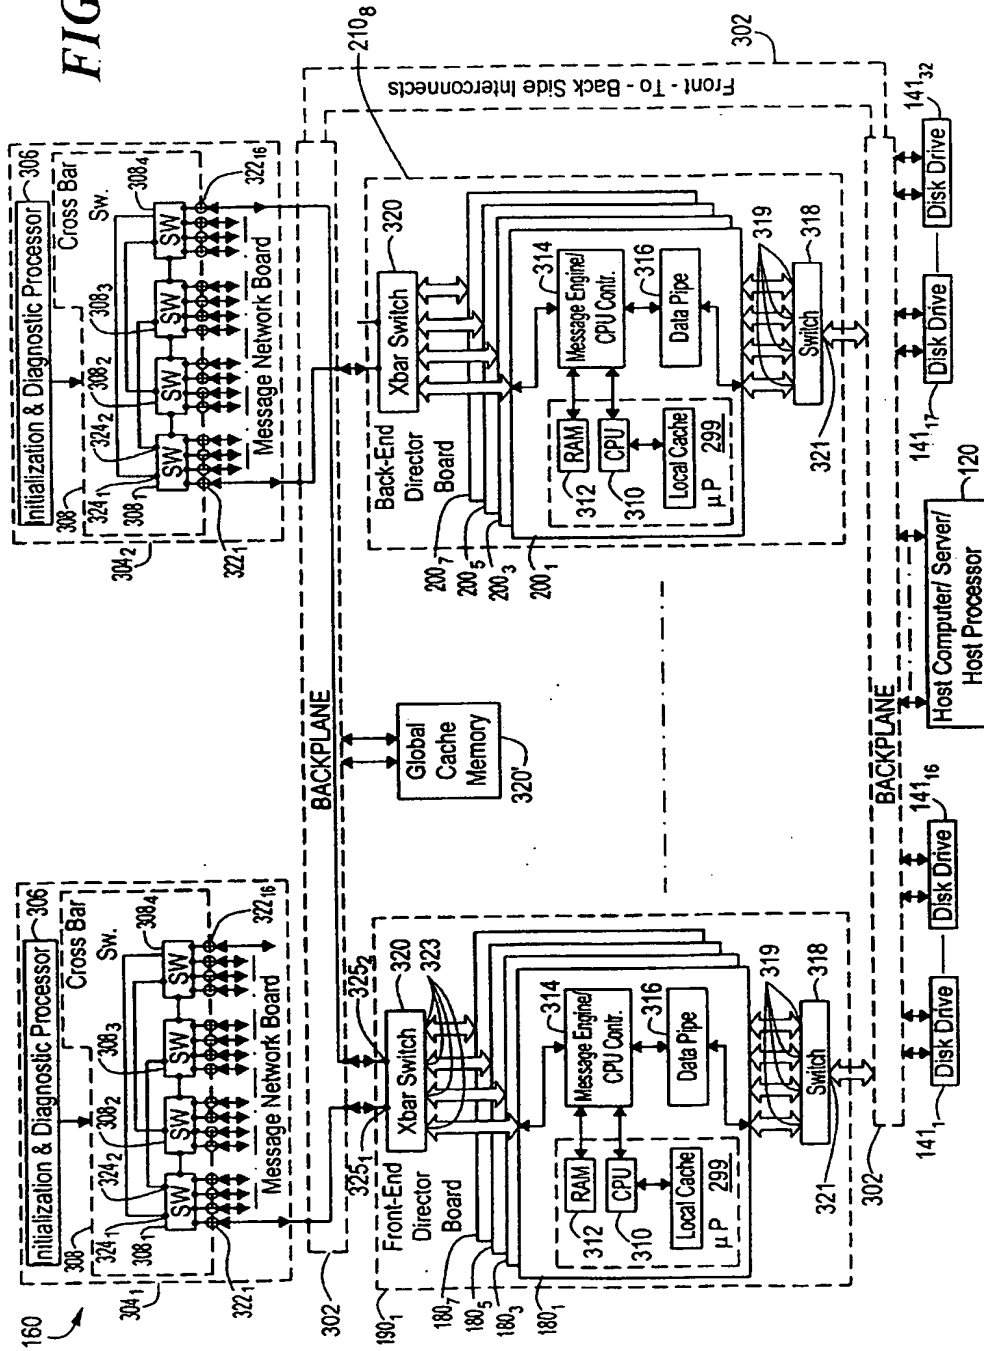 FIG
160
Initialization & Diagnostic Processor
306
Cross Bar
Sw.
308
324₁
324₂
308₁
308₂
308₃
308₄
SW
SW
SW
SW
322₁
322₁₆
Message Network Board
304₁
Initialization & Diagnostic Processor
306
Cross Bar
Sw.
308
324₁
324₂
308₁
308₂
308₃
308₄
SW
SW
SW
SW
322₁
322₁₆
Message Network Board
304₂
302
BACKPLANE
Front - To - Back Side Interconnects
302
210₈
Global
Cache
Memory
320'
190₁
Front-End
Director
Board
325₁
325₂
320
Xbar Switch
323
180₇
180₅
180₃
180₁
314
Message Engine/
CPU Contr.
316
Data Pipe
RAM
312
CPU
310
Local Cache
299
μP
319
318
Switch
321
Back-End
Director
Board
320
Xbar Switch
200₇
200₅
200₃
200₁
314
Message Engine/
CPU Contr.
316
Data Pipe
RAM
312
CPU
310
Local Cache
299
μP
319
318
Switch
321
302
BACKPLANE
Disk Drive
141₁
Disk Drive
141₁₆
Host Computer/ Server/
Host Processor
120
Disk Drive
141₁₇
Disk Drive
141₃₂